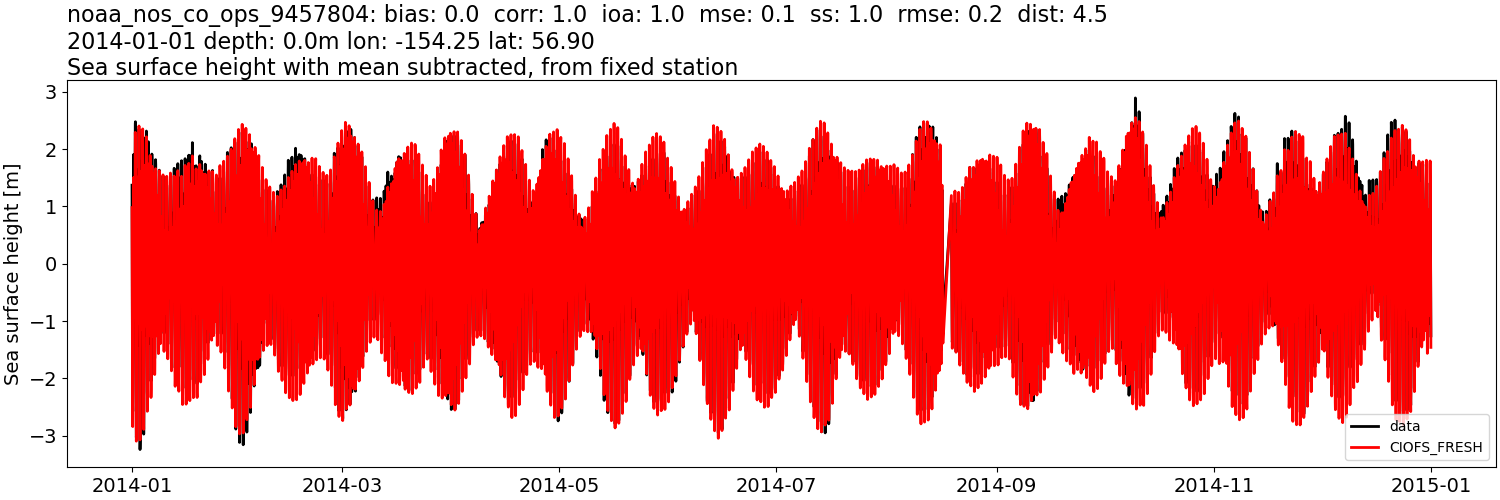 noaa_nos_co_ops_9457804: bias: 0.0  corr: 1.0  ioa: 1.0  mse: 0.1  ss: 1.0  rmse: 0.2  dist: 4.5
2014-01-01 depth: 0.0m lon: -154.25 lat: 56.90
Sea surface height with mean subtracted, from fixed station
Sea surface height [m]
3
2
1
0
−1
−2
−3
data
CIOFS_FRESH
2014-01 2014-03 2014-05 2014-07 2014-09 2014-11 2015-01